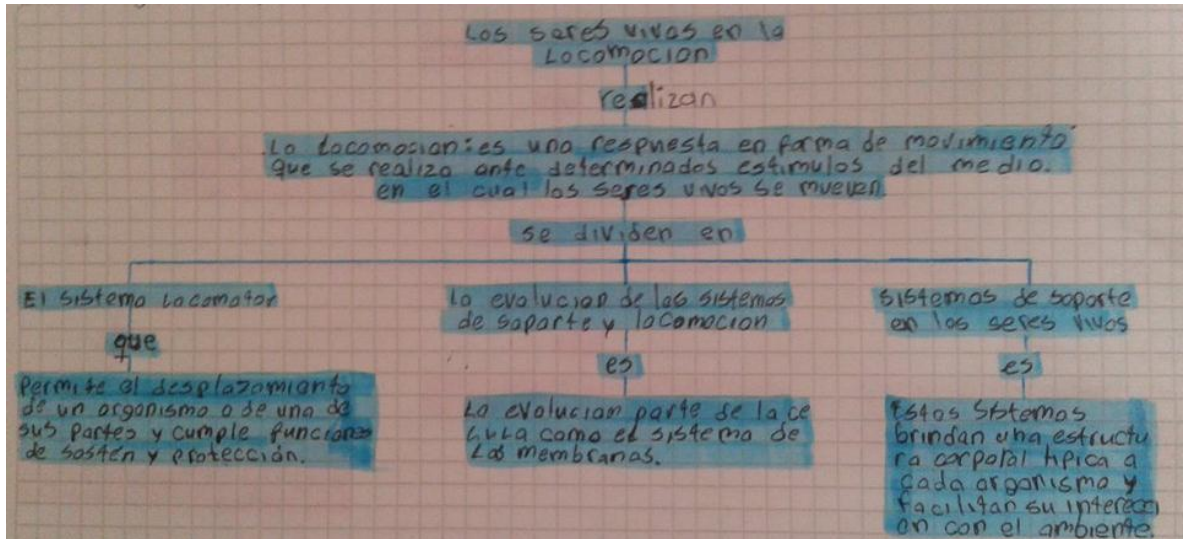 Los seres vivos en la
Locomocion
realizan
La Locomocion: es una respuesta en forma de movimiento
que se realiza ante determinados estimulos del medio.
en el cual los seres vivos se mueven.
se dividen en
El sistema Locomotor
que
Permite el desplazamiento
de un organismo o de una de
sus partes y cumple funciones
de sostén y protección.
La evolucion de los sistemas
de soporte y locomocion
es
La evolucion parte de la ce
lula como el sistema de
Las membranas.
sistemas de soporte
en los seres vivos
es
Estos sistemas
brindan una estructu
ra corporal tipica a
cada organismo y
facilitan su interecci
on con el ambiente.